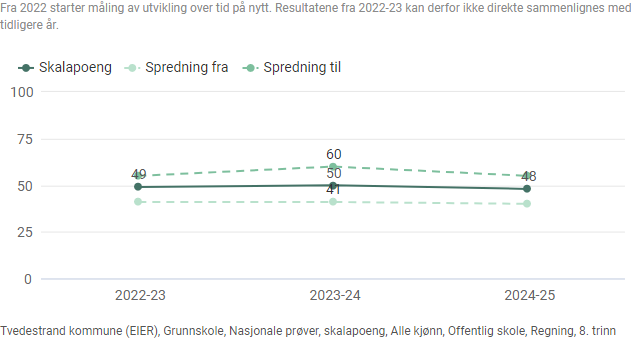 Fra 2022 starter måling av utvikling over tid på nytt. Resultatene fra 2022-23 kan derfor ikke direkte sammenlignes med
tidligere år.
Skalapoeng Spredning fra Spredning til
100
75
50
25
0
49
60
50
41
48
2022-23 2023-24 2024-25
Tvedestrand kommune (EIER), Grunnskole, Nasjonale prøver, skalapoeng, Alle kjønn, Offentlig skole, Regning, 8. trinn